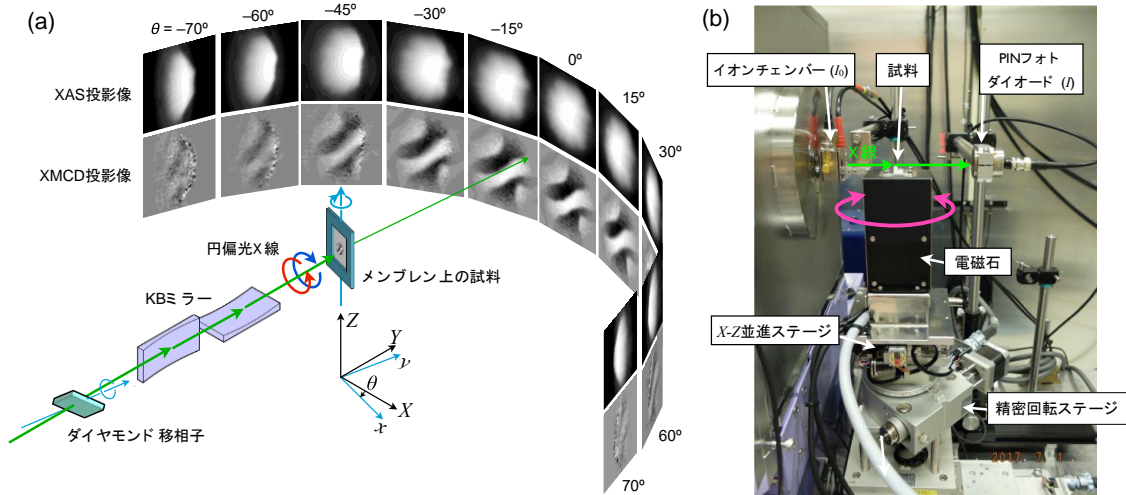 (a)
θ = –70º
–60º
–45º
–30º
–15º
0º
15º
30º
60º
70º
XAS投影像
XMCD投影像
円偏光X線
KBミラー
メンブレン上の試料
ダイヤモンド移相子
Z
Y
y
θ
X
x
(b)
イオンチェンバー (I₀)
試料
PINフォト
ダイオード (I)
X線
電磁石
X-Z並進ステージ
精密回転ステージ
2017. 7. 1